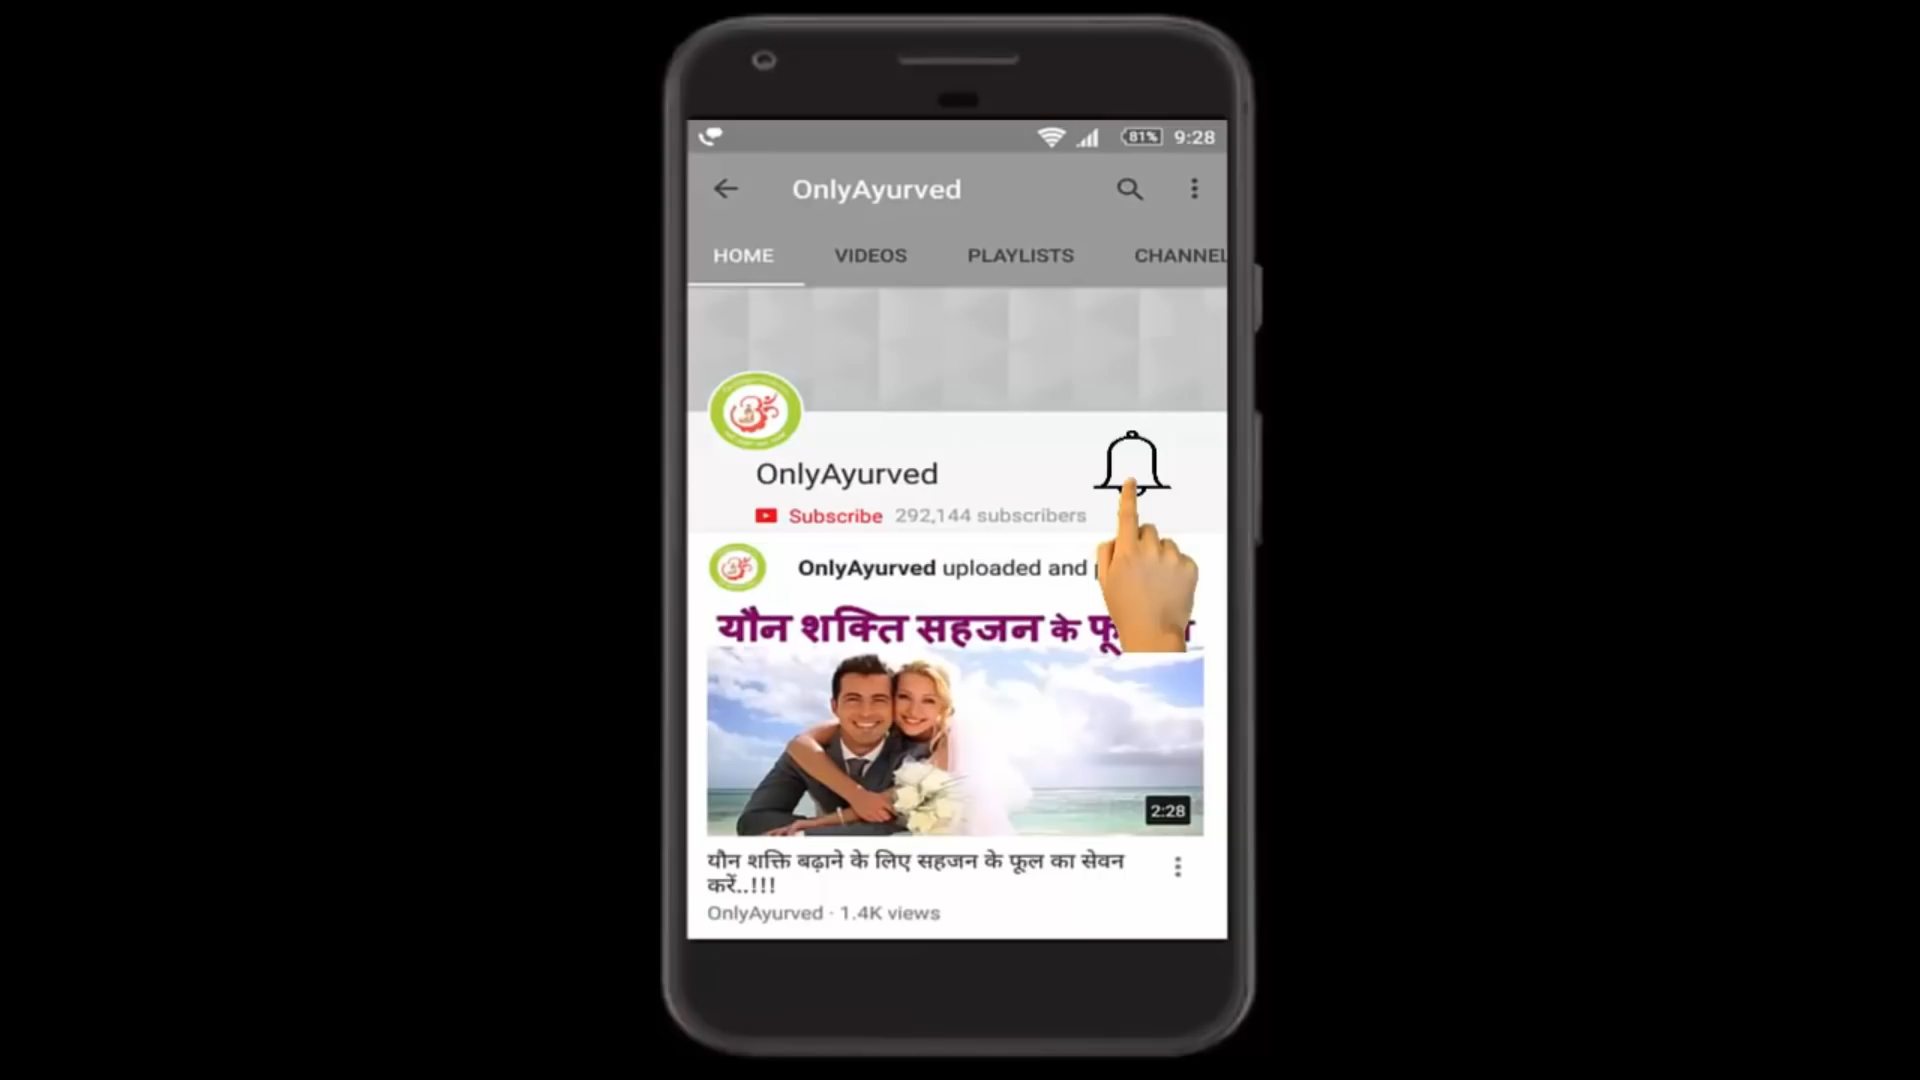 81% 9:28
OnlyAyurved
HOME VIDEOS PLAYLISTS CHANNEL
OnlyAyurved
Subscribe 292,144 subscribers
OnlyAyurved uploaded and
यौन शक्ति सहजन के
2:28
यौन शक्ति बढ़ाने के लिए सहजन के फूल का सेवन
करें..!!!
OnlyAyurved · 1.4K views